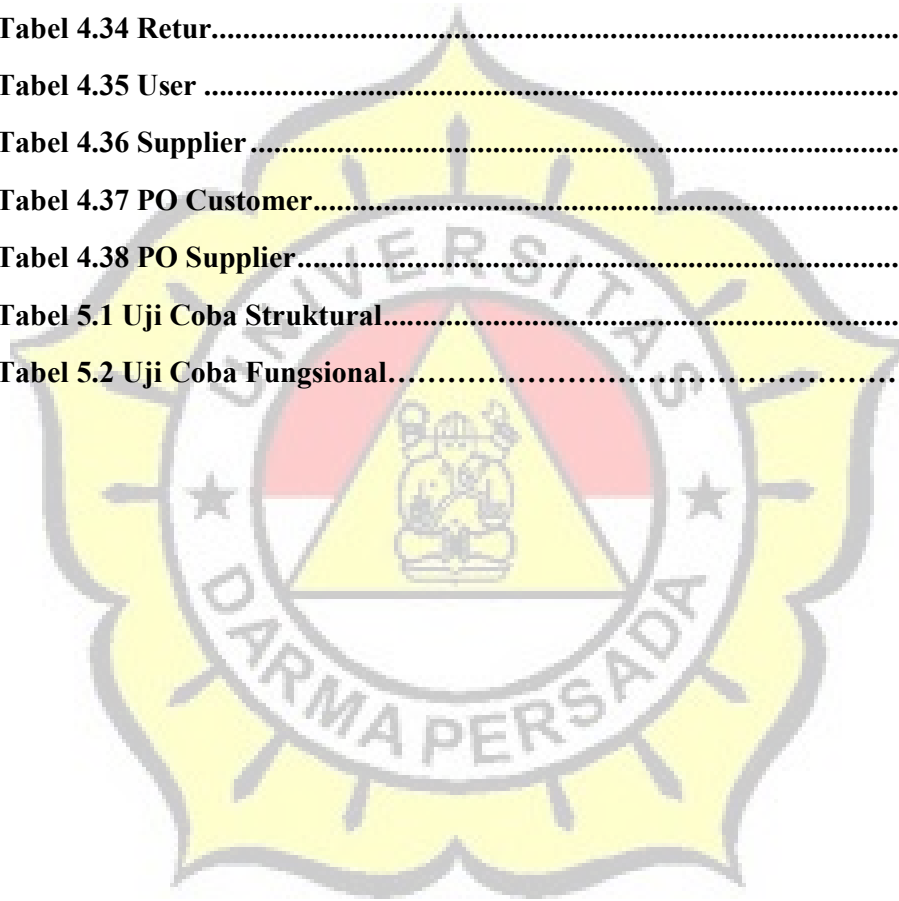 Tabel 4.34 Retur..........................................................................................
Tabel 4.35 User ..........................................................................................
Tabel 4.36 Supplier.....................................................................................
Tabel 4.37 PO Customer..............................................................................
Tabel 4.38 PO Supplier................................................................................
Tabel 5.1 Uji Coba Struktural.......................................................................
Tabel 5.2 Uji Coba Fungsional……………………………………………
UNIVERSITAS
DARMA PERSADA